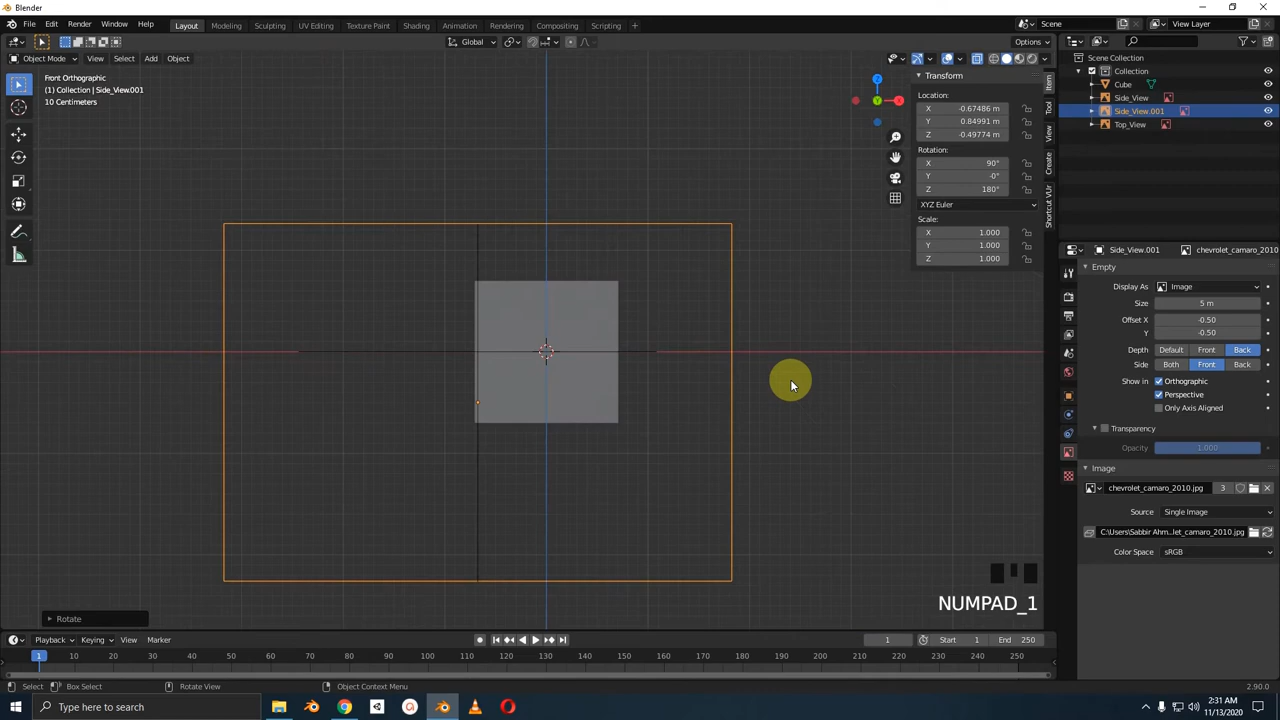 Blender
File Edit Render Window Help Layout Modeling Sculpting UV Editing Texture Paint Shading Animation Rendering Compositing Scripting + Scene View Layer
Global Options
Object Mode View Select Add Object
Front Orthographic
(1) Collection | Side_View.001
10 Centimeters
Z
X
Y
Transform
Location:
X -0.67486 m
Y 0.84991 m
Z -0.49774 m
Rotation:
X 90°
Y -0°
Z 180°
XYZ Euler
Scale:
X 1.000
Y 1.000
Z 1.000
Item
Tool
View
Create
Shortcut VUr
Scene Collection
Collection
Cube
Side_View
Side_View.001
Top_View
Side_View.001 chevrolet_camaro_2010
Empty
Display As Image
Size 5 m
Offset X -0.50
Y -0.50
Depth Default Front Back
Side Both Front Back
Show in Orthographic
Perspective
Only Axis Aligned
Transparency
Opacity 1.000
Image
chevrolet_camaro_2010.jpg 3
Source Single Image
C:\Users\Sabbir Ahm...let_camaro_2010.jpg
Color Space sRGB
NUMPAD_1
Rotate
Playback Keying View Marker 1 Start 1 End 250
1 10 20 30 40 50 60 70 80 90 100 110 120 130 140 150 160 170 180 190 200 210 220 230 240 250
Select Box Select Rotate View Object Context Menu 2.90.0
Type here to search
2:31 AM
11/13/2020